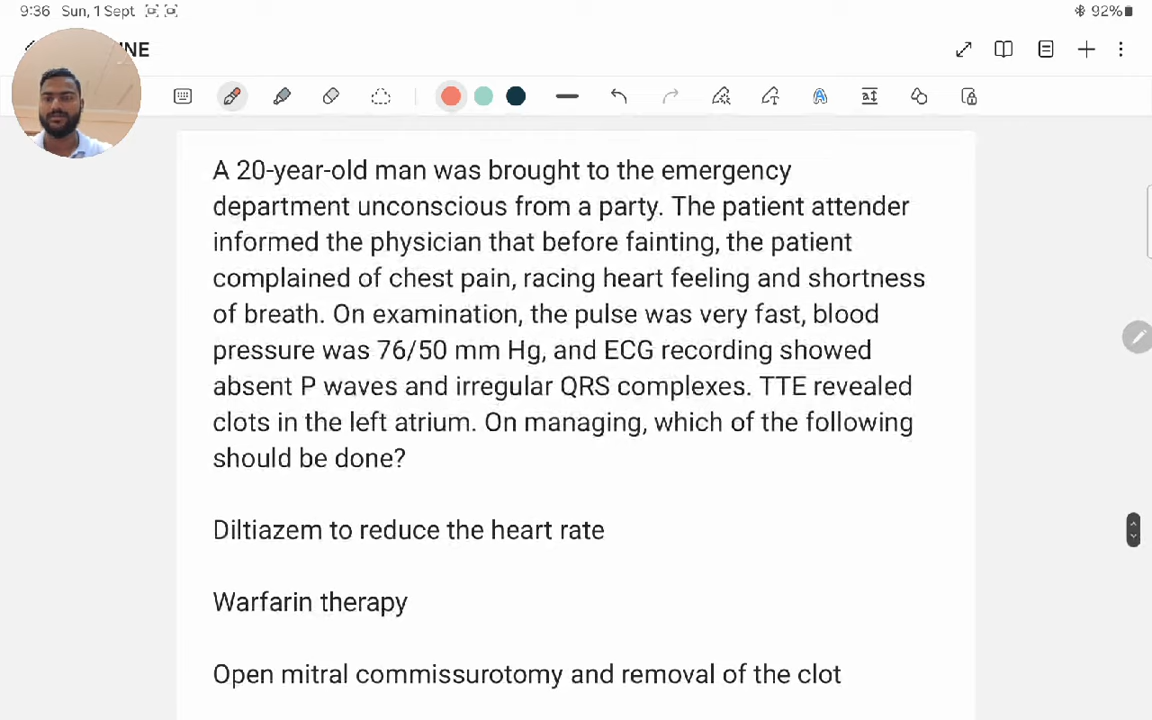 9:36 Sun, 1 Sept 92%
NE
A 20-year-old man was brought to the emergency
department unconscious from a party. The patient attender
informed the physician that before fainting, the patient
complained of chest pain, racing heart feeling and shortness
of breath. On examination, the pulse was very fast, blood
pressure was 76/50 mm Hg, and ECG recording showed
absent P waves and irregular QRS complexes. TTE revealed
clots in the left atrium. On managing, which of the following
should be done?
Diltiazem to reduce the heart rate
Warfarin therapy
Open mitral commissurotomy and removal of the clot